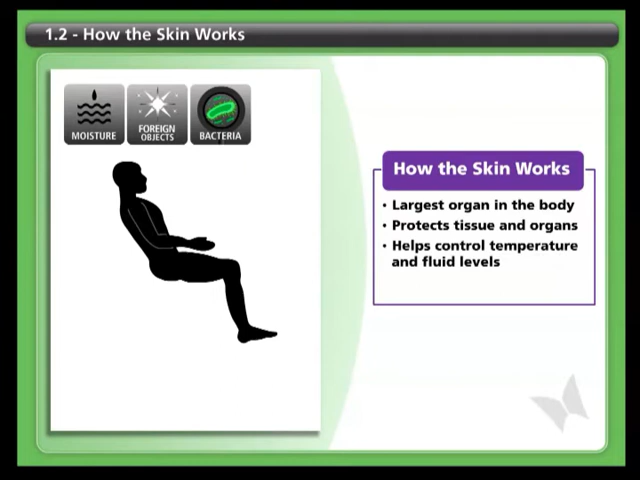 1.2 - How the Skin Works
MOISTURE
FOREIGN
OBJECTS
BACTERIA
How the Skin Works
• Largest organ in the body
• Protects tissue and organs
• Helps control temperature
and fluid levels